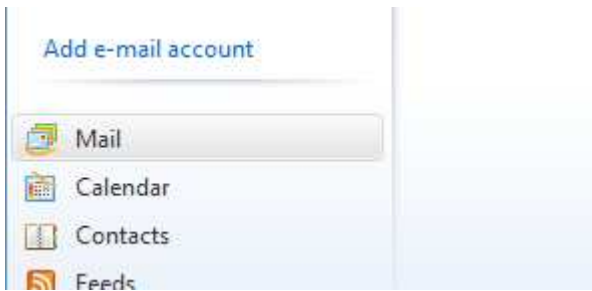 Add e-mail account
Mail
Calendar
Contacts
Feeds